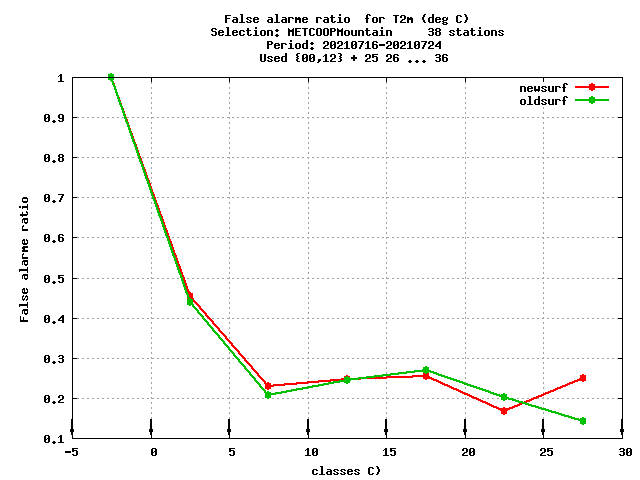 False alarme ratio  for T2m (deg C)
Selection: METCOOPMountain     38 stations
Period: 20210716-20210724
Used {00,12} + 25 26 ... 36
newsurf
oldsurf
False alarme ratio
1
0.9
0.8
0.7
0.6
0.5
0.4
0.3
0.2
0.1
-5 0 5 10 15 20 25 30
classes C)